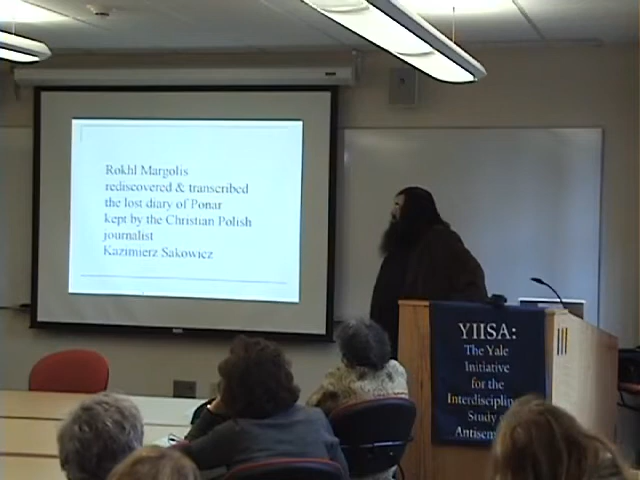 Rokhl Margolis
rediscovered & transcribed
the lost diary of Ponar
kept by the Christian Polish
journalist
Kazimierz Sakowicz
YIISA:
The Yale
Initiative
for the
Interdisciplin
Study
Antisem